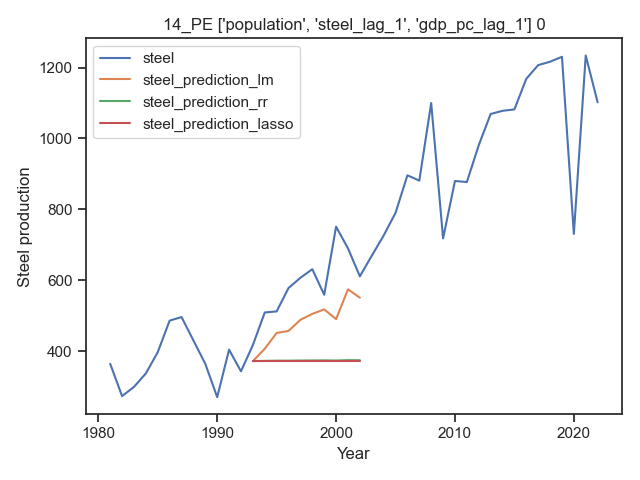 14_PE ['population', 'steel_lag_1', 'gdp_pc_lag_1'] 0
steel
steel_prediction_lm
steel_prediction_rr
steel_prediction_lasso
Steel production
1200
1000
800
600
400
1980
1990
2000
2010
2020
Year